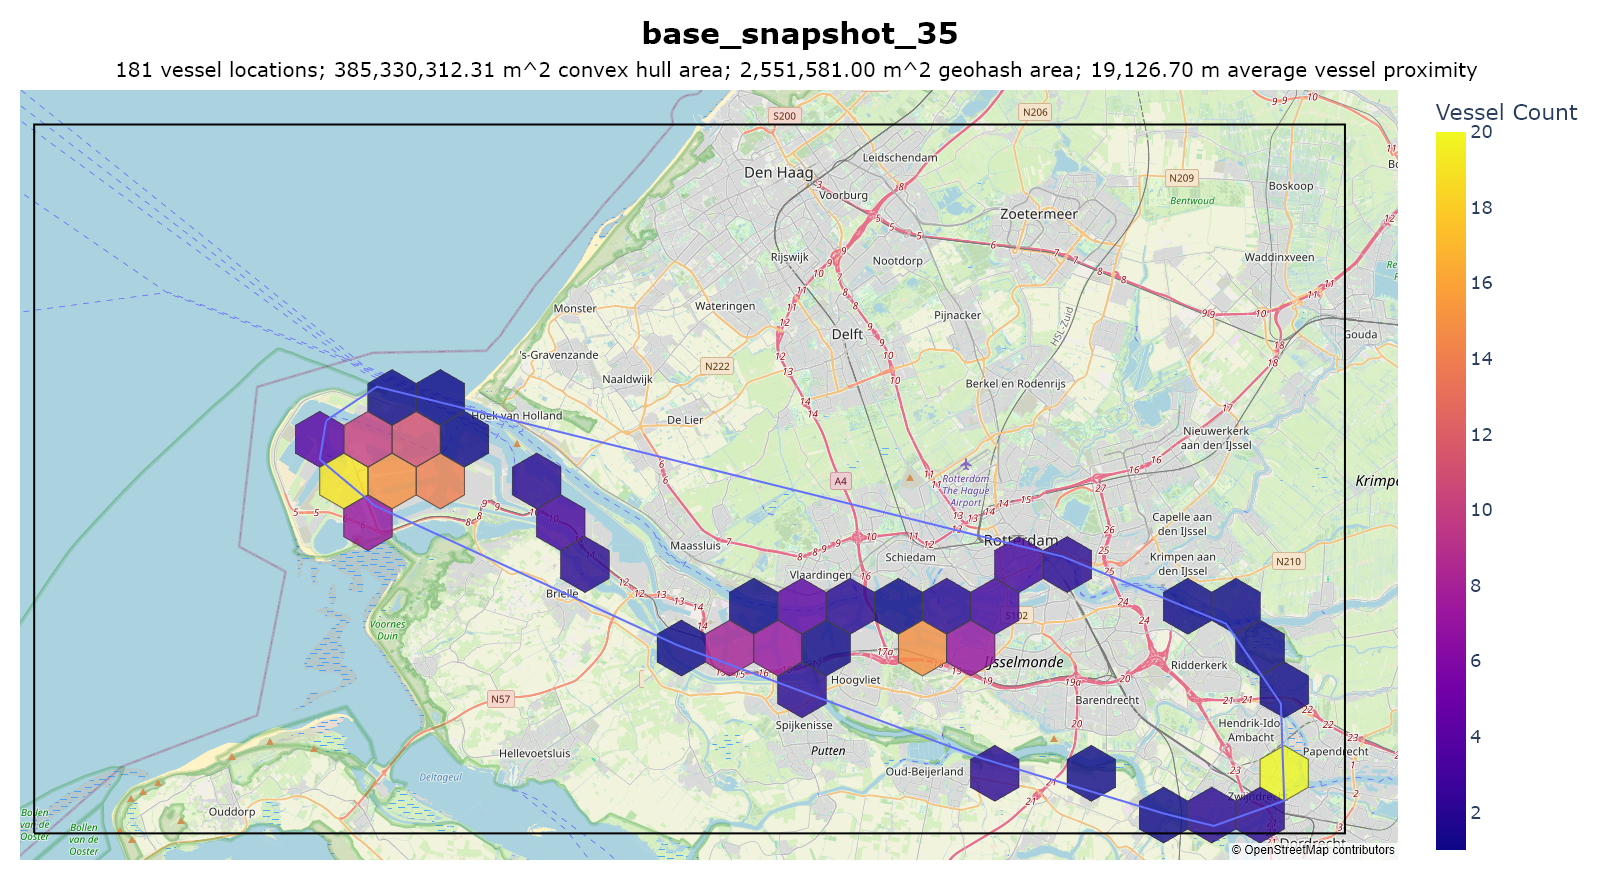 base_snapshot_35
181 vessel locations; 385,330,312.31 m^2 convex hull area; 2,551,581.00 m^2 geohash area; 19,126.70 m average vessel proximity
Vessel Count
20
18
16
14
12
10
8
6
4
2
S200
N206
Leidschendam
Den Haag
Voorburg
N209
Boskoop
Bentwoud
Zoetermeer
Rijswijk
Nootdorp
Waddinxveen
Monster
Wateringen
Pijnacker
Delft
HSL-Zuid
Gouda
's-Gravenzande
N222
Naaldwijk
Berkel en Rodenrijs
Hoek van Holland
De Lier
Nieuwerkerk
aan den IJssel
A4
Rotterdam
The Hague
Airport
Krimpe
Capelle aan
den IJssel
Maassluis
Rotterdam
Schiedam
Krimpen aan
den IJssel
N210
Vlaardingen
Brielle
S102
Voornes
Duin
IJsselmonde
Ridderkerk
Hoogvliet
N57
Barendrecht
Spijkenisse
Hendrik-Ido
Ambacht
Putten
Hellevoetsluis
Papendrecht
Oud-Beijerland
Deltageul
Ouddorp
Bollen
van de
Ooster
Bollen
van de
Ooster
© OpenStreetMap contributors